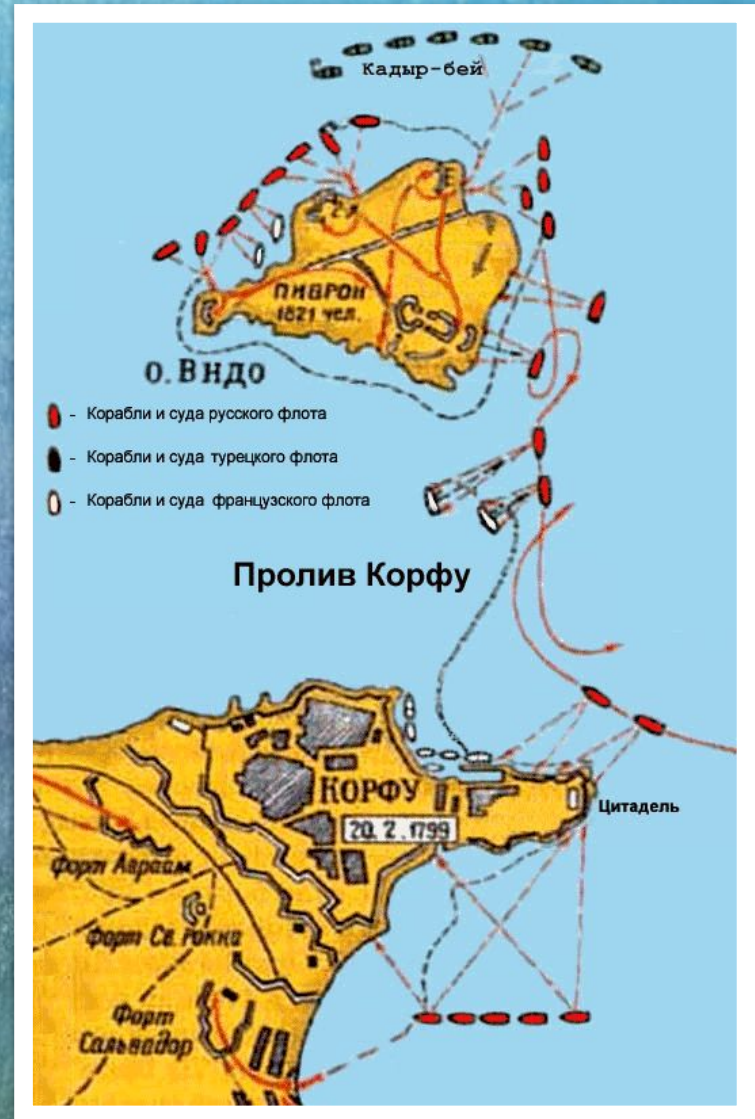 Кадыр-бей
ПИВРОН
1821 чел.
О. ВИДО
- Корабли и суда русского флота
- Корабли и суда турецкого флота
- Корабли и суда французского флота
Пролив Корфу
КОРФУ
20. 2. 1799
Цитадель
Форт Авраам
Форт Св. Рокка
Форт
Сальвадор